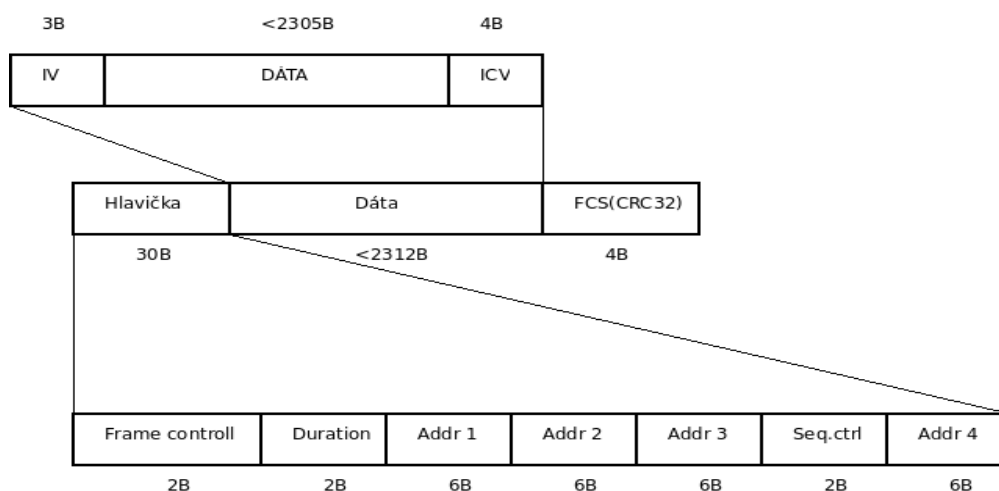 3B <2305B 4B
IV DÁTA ICV
Hlavička Dáta FCS(CRC32)
30B <2312B 4B
Frame controll Duration Addr 1 Addr 2 Addr 3 Seq.ctrl Addr 4
2B 2B 6B 6B 6B 2B 6B